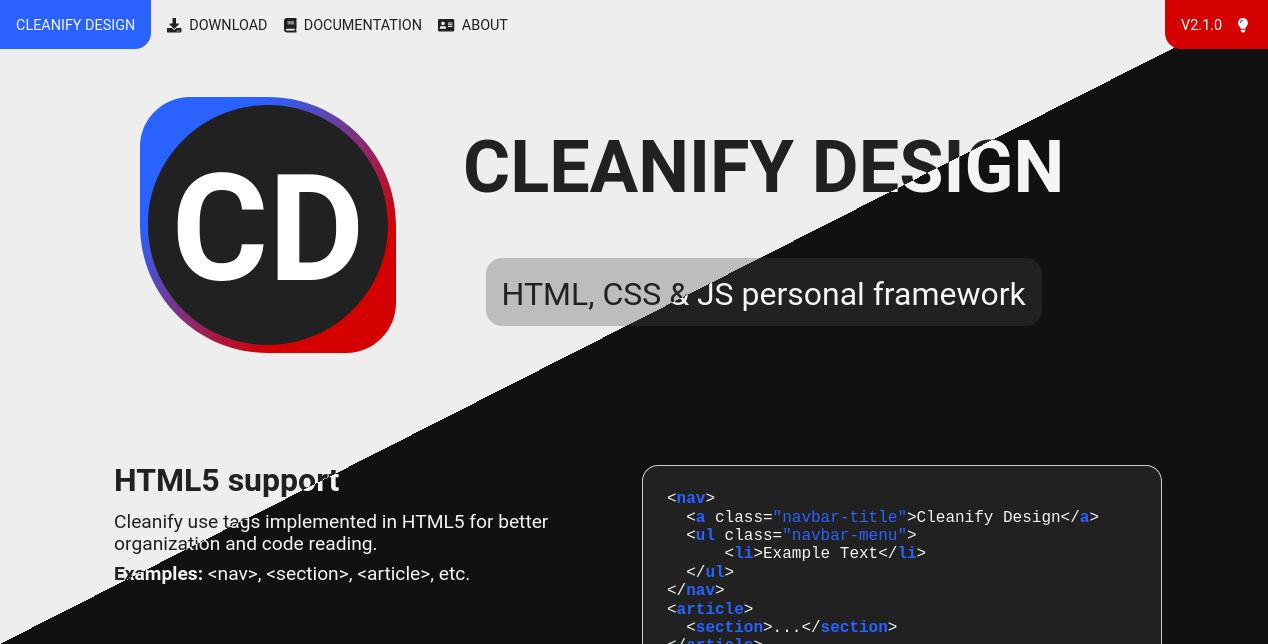 CLEANIFY DESIGN DOWNLOAD DOCUMENTATION ABOUT V2.1.0
CD
CLEANIFY DESIGN
HTML, CSS & JS personal framework
HTML5 support
Cleanify use tags implemented in HTML5 for better
organization and code reading.
Examples: <nav>, <section>, <article>, etc.
<nav>
  <a class="navbar-title">Cleanify Design</a>
  <ul class="navbar-menu">
      <li>Example Text</li>
  </ul>
</nav>
<article>
  <section>...</section>
</article>